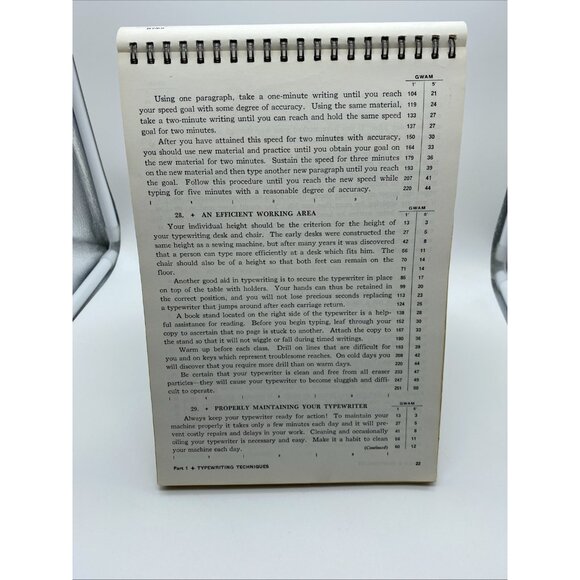 GWAM
1' 5'
Using one paragraph, take a one-minute writing until you reach 104 21
your speed goal with some degree of accuracy. Using the same material, 119 24
take a two-minute writing until you can reach and hold the same speed 133 27
goal for two minutes. 137 27
After you have attained this speed for two minutes with accuracy, 150 30
you should use new material and practice until you obtain your goal on 164 33
the new material for two minutes. Sustain the speed for three minutes 179 36
on the new material and then type another new paragraph until you reach 193 39
the goal. Follow this procedure until you reach the new speed while 207 41
typing for five minutes with a reasonable degree of accuracy. 220 44
GWAM
28. + AN EFFICIENT WORKING AREA 1' 5'
Your individual height should be the criterion for the height of 13 3
your typewriting desk and chair. The early desks were constructed the 27 5
same height as a sewing machine, but after many years it was discovered 42 8
that a person can type more efficiently at a desk which fits him. The 56 11
chair should also be of a height so that both feet can remain on the 70 14
floor. 71 14
Another good aid in typewriting is to secure the typewriter in place 85 17
on top of the table with holders. Your hands can thus be retained in 99 20
the correct position, and you will not lose precious seconds replacing 113 23
a typewriter that jumps around after each carriage return. 124 25
A book stand located on the right side of the typewriter is a help- 139 28
ful assistance for reading. Before you begin typing, leaf through your 152 30
copy to ascertain that no page is stuck to another. Attach the copy to 167 33
the stand so that it will not wiggle or fall during timed writings. 180 36
Warm up before each class. Drill on lines that are difficult for 193 39
you and on keys which represent troublesome reaches. On cold days you 208 42
will discover that you require more drill than on warm days. 220 44
Be certain that your typewriter is clean and free from all eraser 233 47
particles—they will cause your typewriter to become sluggish and diffi- 247 49
cult to operate. 251 50
GWAM
29. + PROPERLY MAINTAINING YOUR TYPEWRITER 1' 5'
Always keep your typewriter ready for action! To maintain your 13 3
machine properly it takes only a few minutes each day and it will pre- 27 5
vent costly repairs and delays in your work. Cleaning and occasionally 41 8
oiling your typewriter is necessary and easy. Make it a habit to clean 56 11
your machine each day. (Continued) 60 12
Part 1 + TYPEWRITING TECHNIQUES 23